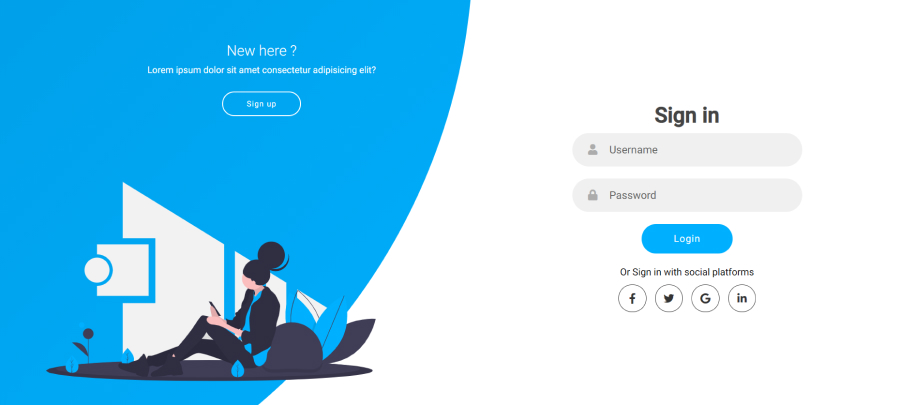 New here ?
Lorem ipsum dolor sit amet consectetur adipisicing elit?
Sign up
Sign in
Username
Password
Login
Or Sign in with social platforms